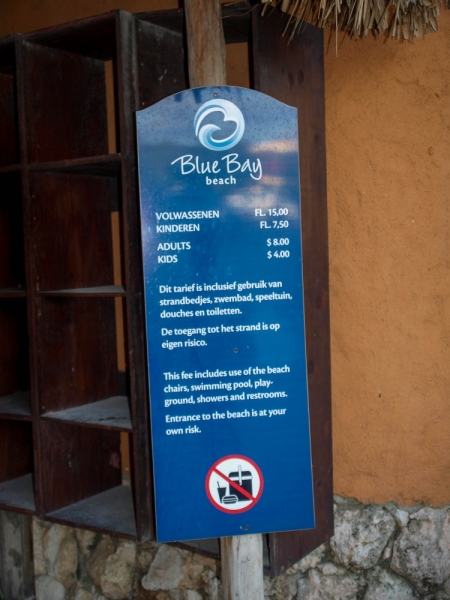 Blue Bay
beach
VOLWASSENEN FL. 15,00
KINDEREN FL. 7,50
ADULTS $ 8.00
KIDS $ 4.00
Dit tarief is inclusief gebruik van
strandbedjes, zwembad, speeltuin,
douches en toiletten.
De toegang tot het strand is op
eigen risico.
This fee includes use of the beach
chairs, swimming pool, play-
ground, showers and restrooms.
Entrance to the beach is at your
own risk.